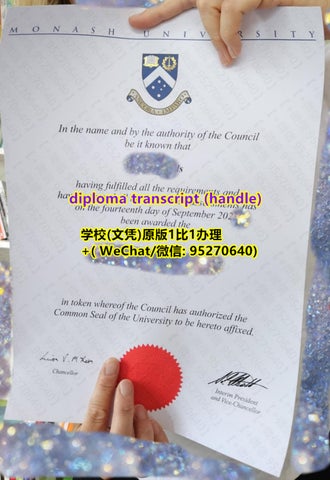 MONASH UNIVERSITY
In the name and by the authority of the Council
be it known that
having fulfilled all the requirements and
diploma transcript (handle)
on the fourteenth day of September
been awarded the
学校(文凭)原版1比1办理
+( WeChat/微信: 95270640)
in token whereof the Council has authorized the
Common Seal of the University to be hereto affixed.
Chancellor
Interim President
and Vice-Chancellor